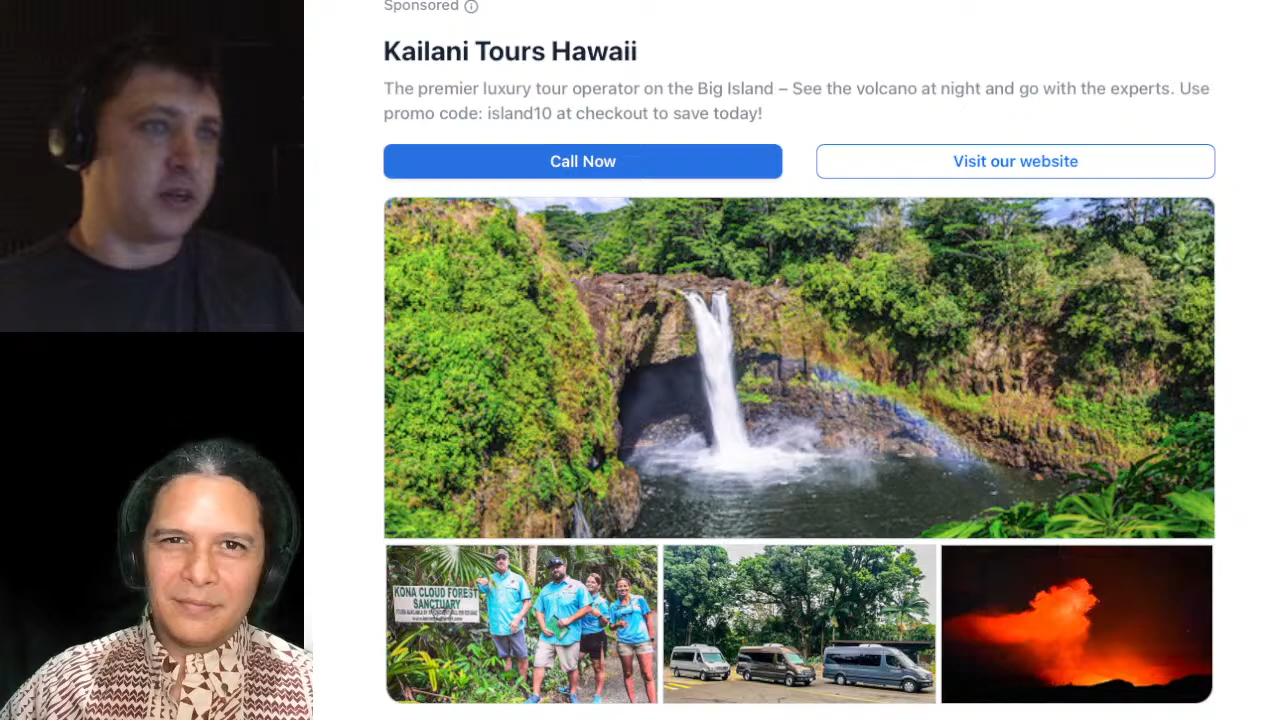 Sponsored
Kailani Tours Hawaii
The premier luxury tour operator on the Big Island – See the volcano at night and go with the experts. Use
promo code: island10 at checkout to save today!
Call Now
Visit our website
KONA CLOUD FOREST
SANCTUARY